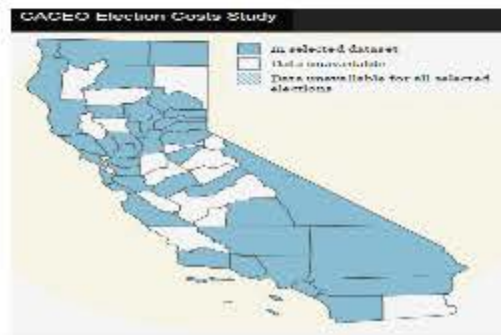 CACEO Election Costs Study
In selected dataset
Data unavailable
Data unavailable for all selected
elections